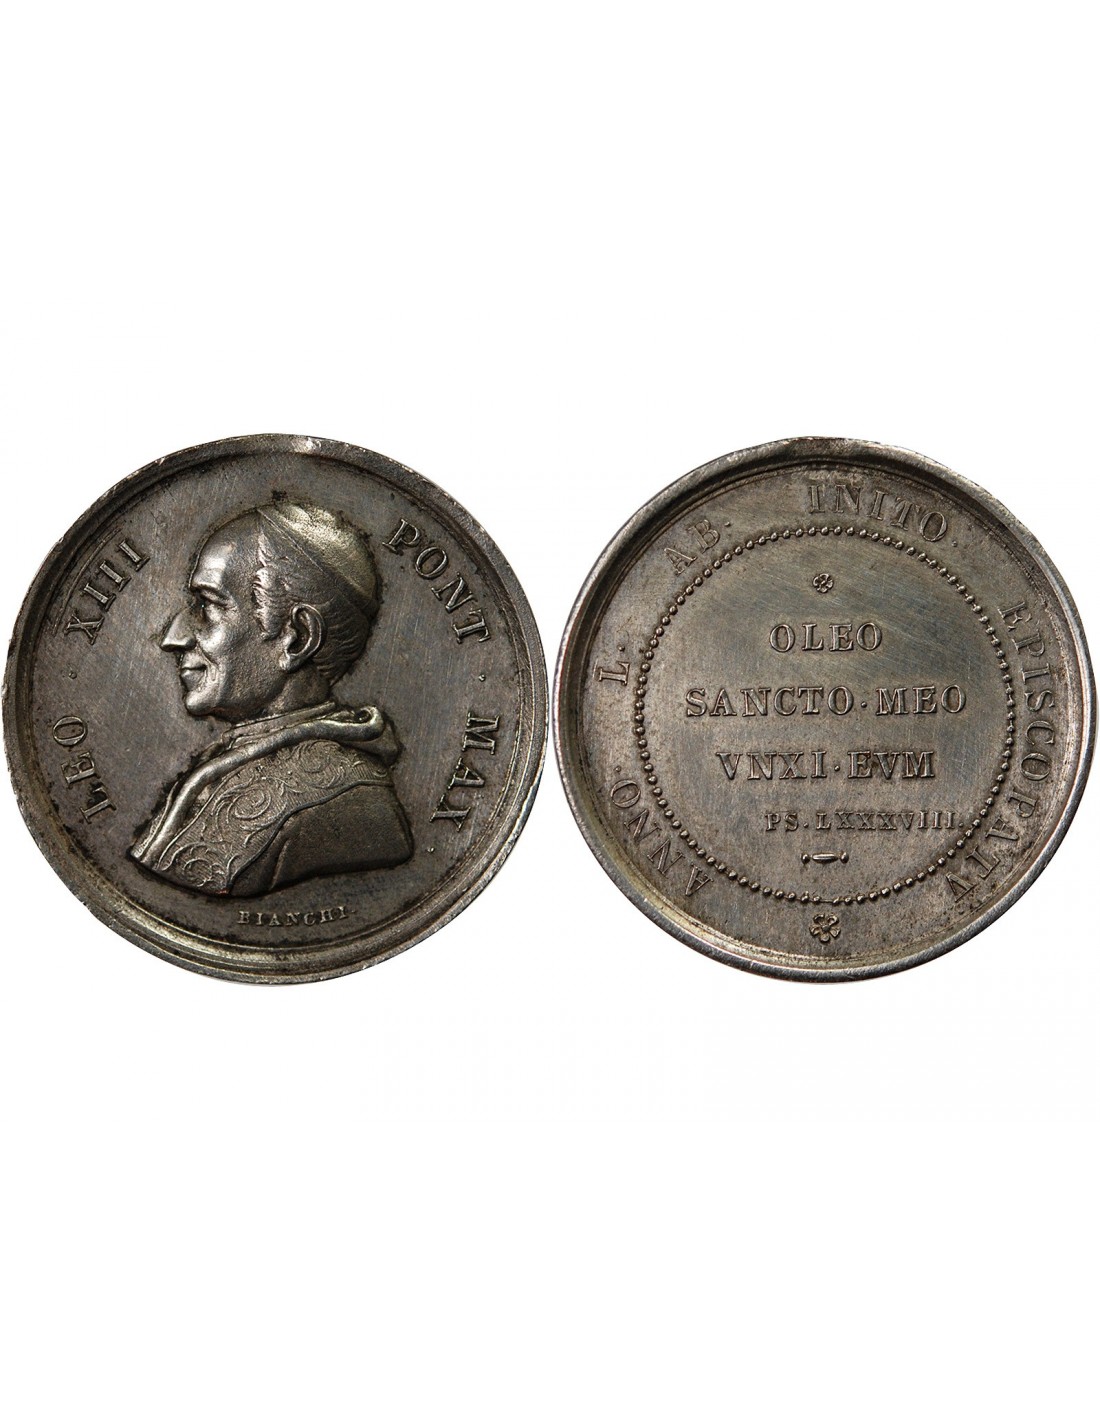 LEO · XIII PONT · MAX ·
BIANCHI.
ANNO. L. AB. INITO. EPISCOPATV
OLEO
SANCTO · MEO
VNXI · EVM
PS. LXXXVIII.